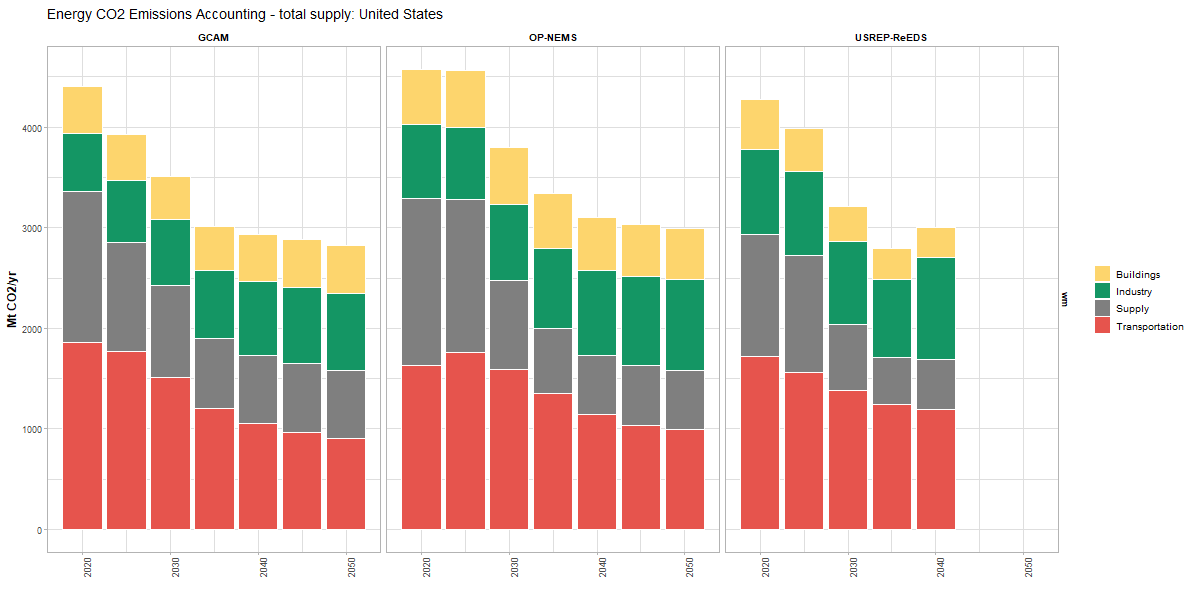 Energy CO2 Emissions Accounting - total supply: United States
GCAM
OP-NEMS
USREP-ReEDS
Mt CO2/yr
4000
3000
2000
1000
0
2020
2030
2040
2050
2020
2030
2040
2050
2020
2030
2040
2050
wm
Buildings
Industry
Supply
Transportation